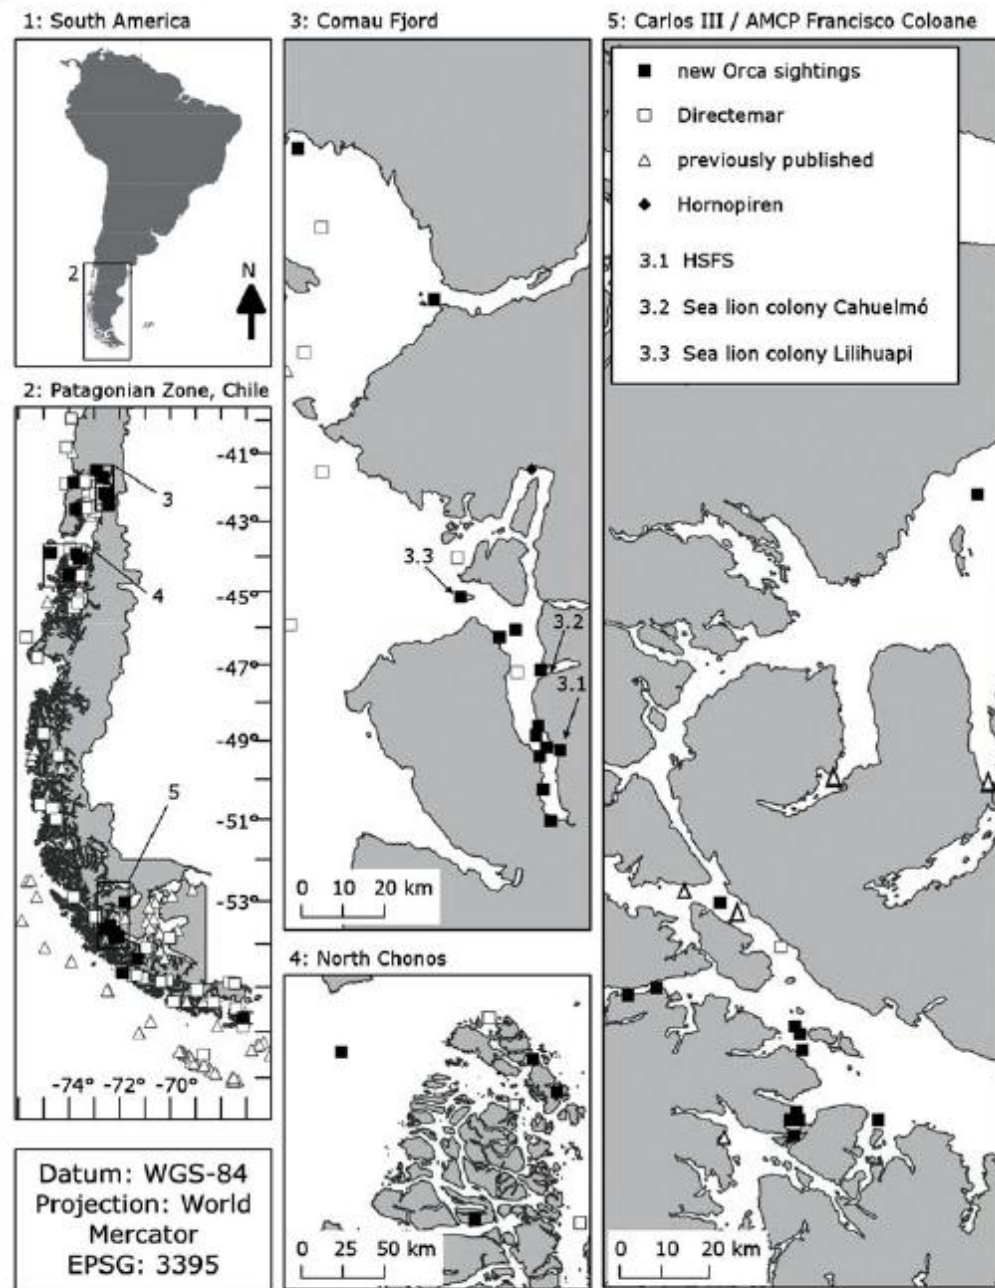 1: South America
2
N
2: Patagonian Zone, Chile
-41°
3
-43°
4
-45°
-47°
-49°
5
-51°
-53°
-74° -72° -70°
Datum: WGS-84
Projection: World
Mercator
EPSG: 3395
3: Comau Fjord
3.3
3.2
3.1
0 10 20 km
4: North Chonos
0 25 50 km
5: Carlos III / AMCP Francisco Coloane
new Orca sightings
Directemar
previously published
Hornopiren
3.1 HSFS
3.2 Sea lion colony Cahuelmó
3.3 Sea lion colony Lilihuapi
0 10 20 km